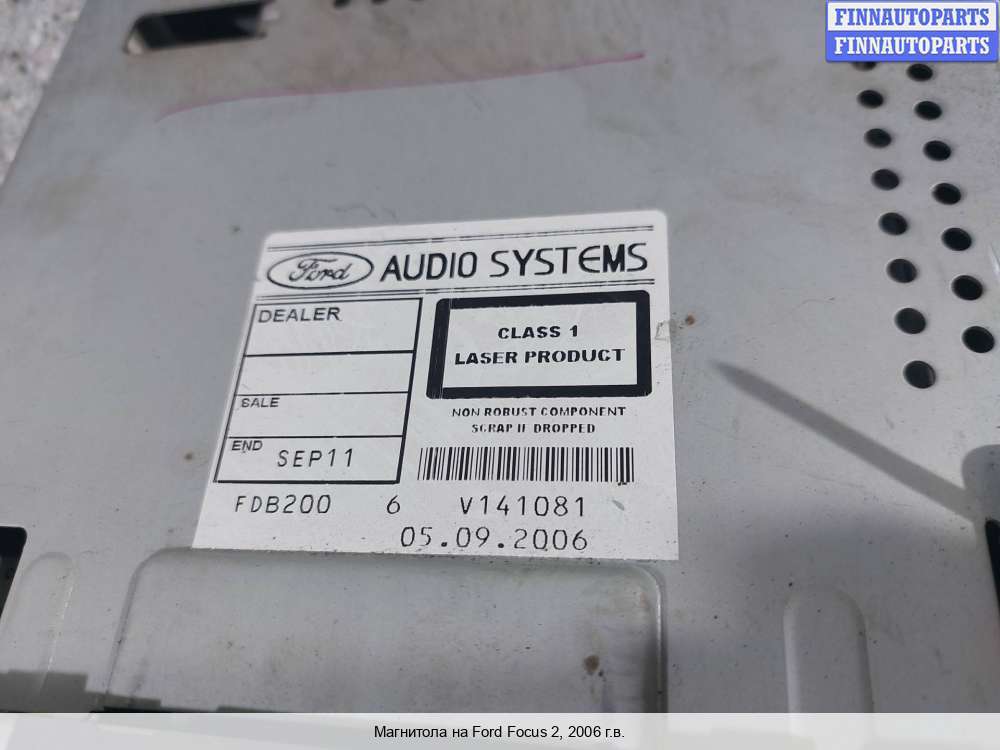 FINNAUTOPARTS
FINNAUTOPARTS
Ford AUDIO SYSTEMS
DEALER
CLASS 1
LASER PRODUCT
SALE
NON ROBUST COMPONENT
SCRAP IF DROPPED
END SEP11
FDB200 6 V141081
05.09.2006
Магнитола на Ford Focus 2, 2006 г.в.